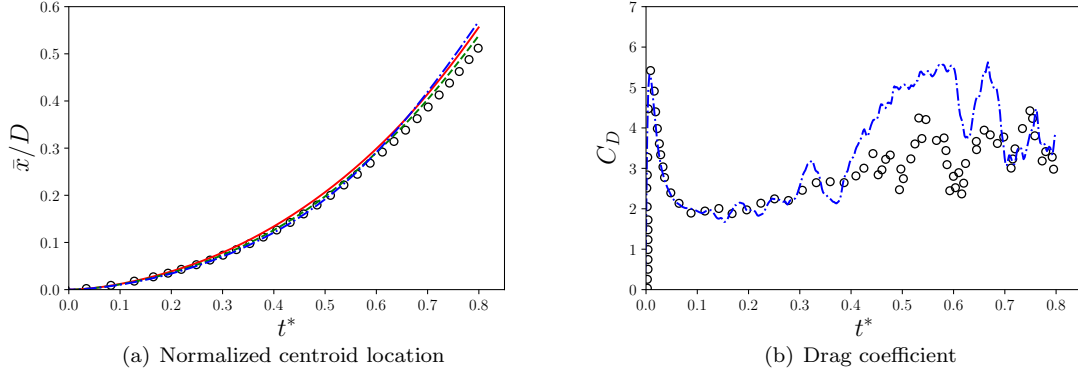 0.6
0.5
0.4
0.3
0.2
0.1
0.0
x̄/D
0.0 0.1 0.2 0.3 0.4 0.5 0.6 0.7 0.8
t*
(a) Normalized centroid location
7
6
5
4
3
2
1
0
C_D
0.0 0.1 0.2 0.3 0.4 0.5 0.6 0.7 0.8
t*
(b) Drag coefficient